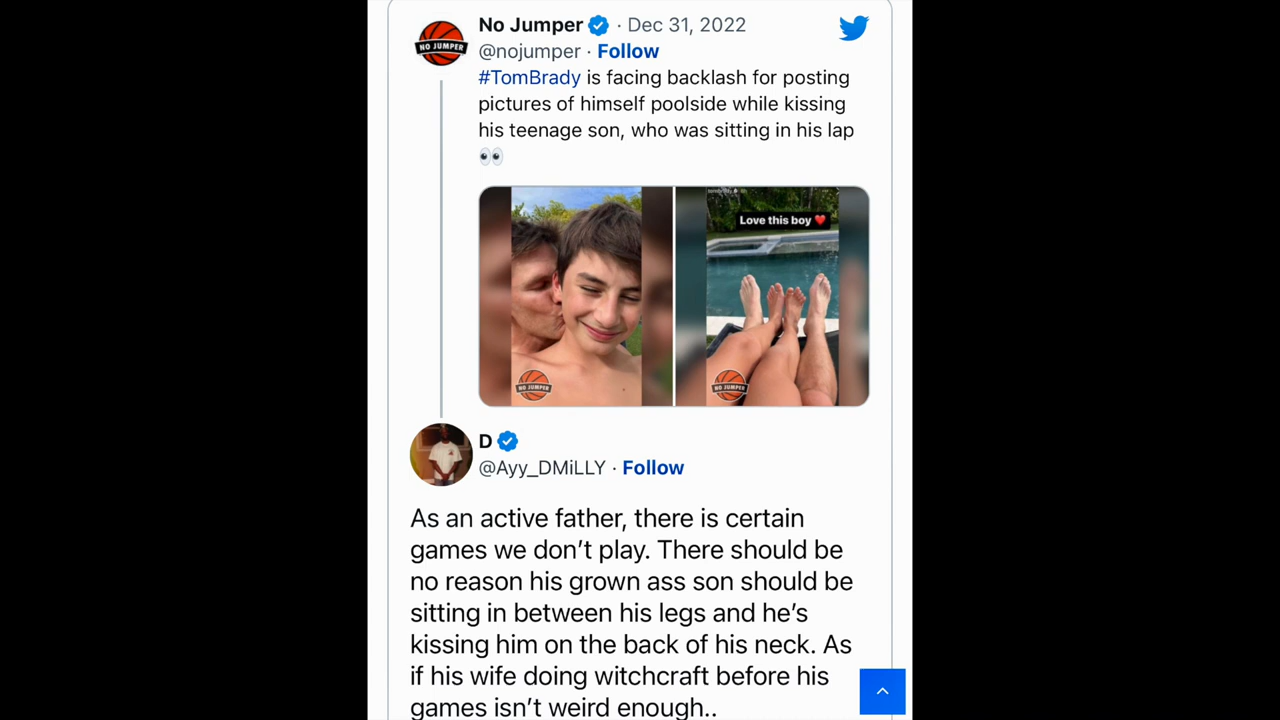 No Jumper · Dec 31, 2022
@nojumper · Follow
#TomBrady is facing backlash for posting
pictures of himself poolside while kissing
his teenage son, who was sitting in his lap
👀
NO JUMPER
Love this boy ❤️
NO JUMPER
NO JUMPER
D
@Ayy_DMiLLY · Follow
As an active father, there is certain
games we don’t play. There should be
no reason his grown ass son should be
sitting in between his legs and he’s
kissing him on the back of his neck. As
if his wife doing witchcraft before his
games isn’t weird enough..